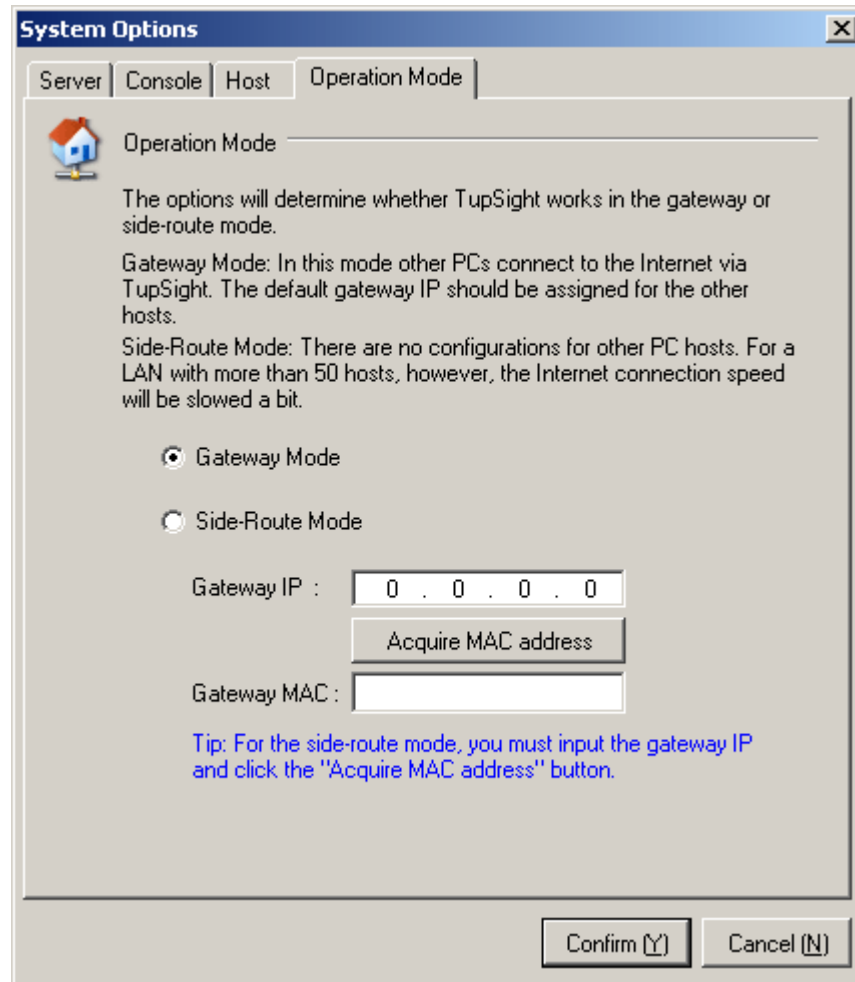 System Options
Server Console Host Operation Mode
Operation Mode
The options will determine whether TupSight works in the gateway or
side-route mode.
Gateway Mode: In this mode other PCs connect to the Internet via
TupSight. The default gateway IP should be assigned for the other
hosts.
Side-Route Mode: There are no configurations for other PC hosts. For a
LAN with more than 50 hosts, however, the Internet connection speed
will be slowed a bit.
Gateway Mode
Side-Route Mode
Gateway IP : 0 . 0 . 0 . 0
Acquire MAC address
Gateway MAC :
Tip: For the side-route mode, you must input the gateway IP
and click the "Acquire MAC address" button.
Confirm (Y) Cancel (N)